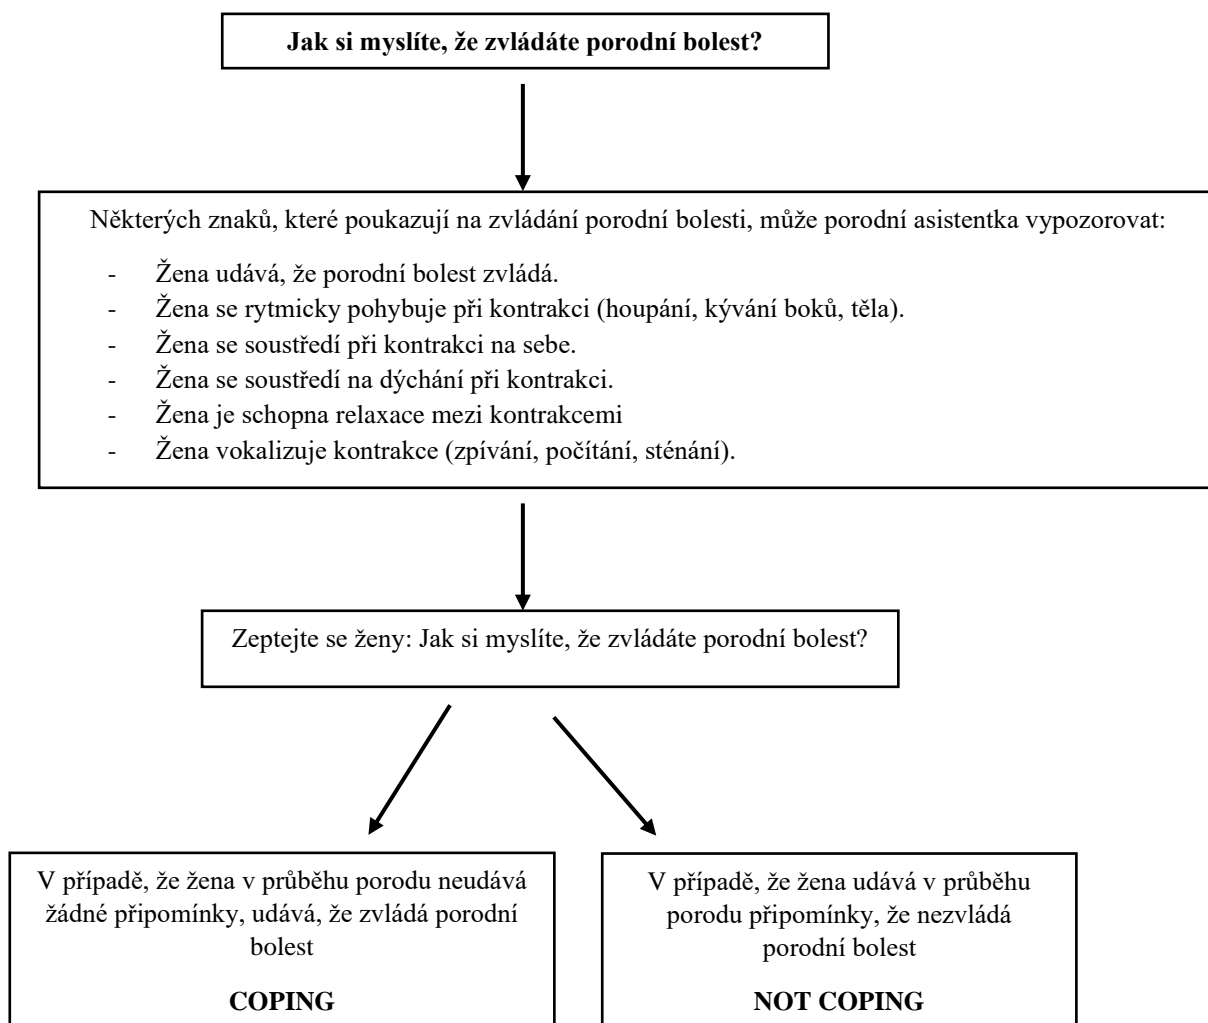 Jak si myslíte, že zvládáte porodní bolest?
Některých znaků, které poukazují na zvládání porodní bolesti, může porodní asistentka vypozorovat:
- Žena udává, že porodní bolest zvládá.
- Žena se rytmicky pohybuje při kontrakci (houpání, kývání boků, těla).
- Žena se soustředí při kontrakci na sebe.
- Žena se soustředí na dýchání při kontrakci.
- Žena je schopna relaxace mezi kontrakcemi
- Žena vokalizuje kontrakce (zpívání, počítání, sténání).
Zeptejte se ženy: Jak si myslíte, že zvládáte porodní bolest?
V případě, že žena v průběhu porodu neudává
žádné připomínky, udává, že zvládá porodní
bolest
COPING
V případě, že žena udává v průběhu
porodu připomínky, že nezvládá
porodní bolest
NOT COPING